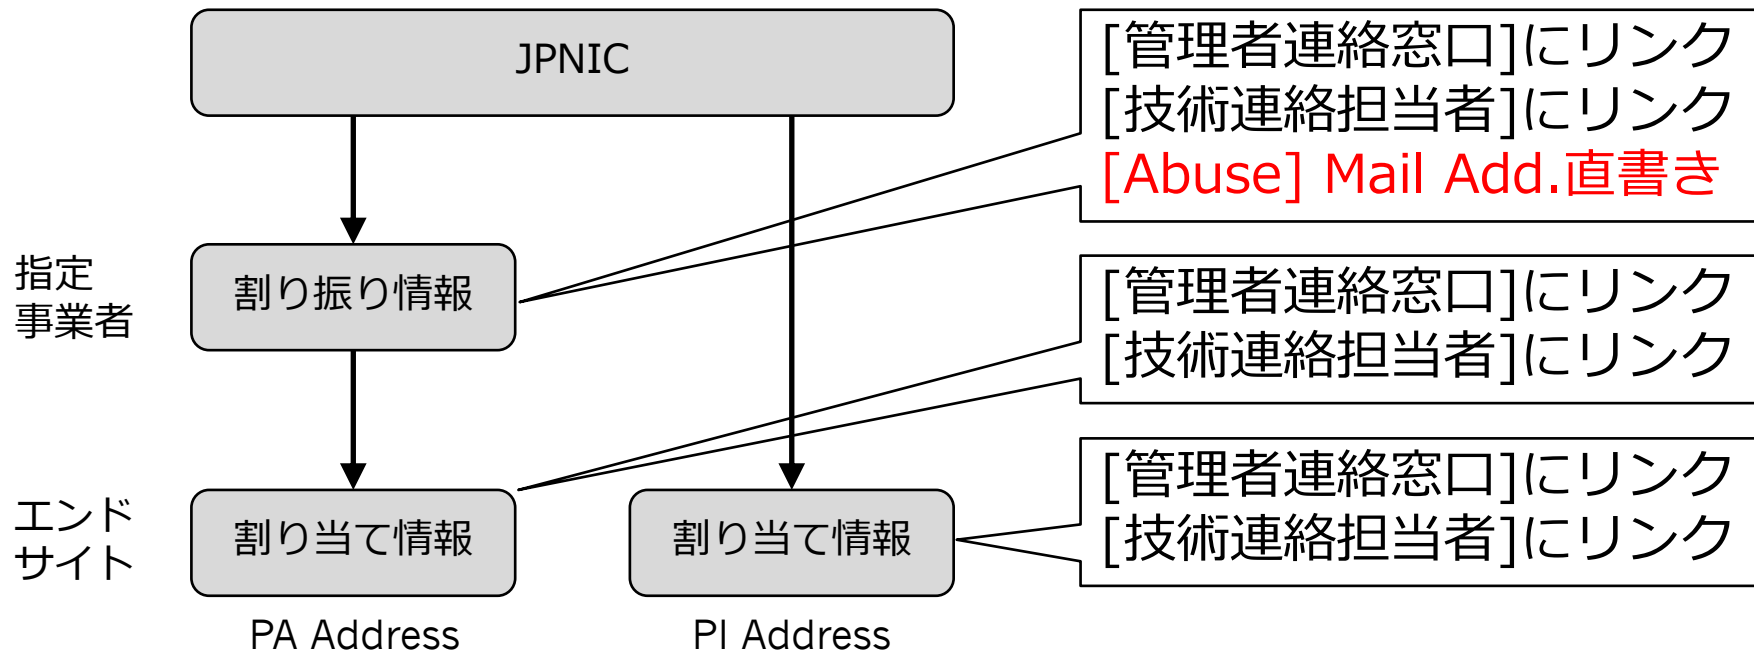 JPNIC
[管理者連絡窓口]にリンク
[技術連絡担当者]にリンク
[Abuse] Mail Add.直書き
指定
事業者
割り振り情報
[管理者連絡窓口]にリンク
[技術連絡担当者]にリンク
エンド
サイト
割り当て情報
割り当て情報
[管理者連絡窓口]にリンク
[技術連絡担当者]にリンク
PA Address
PI Address